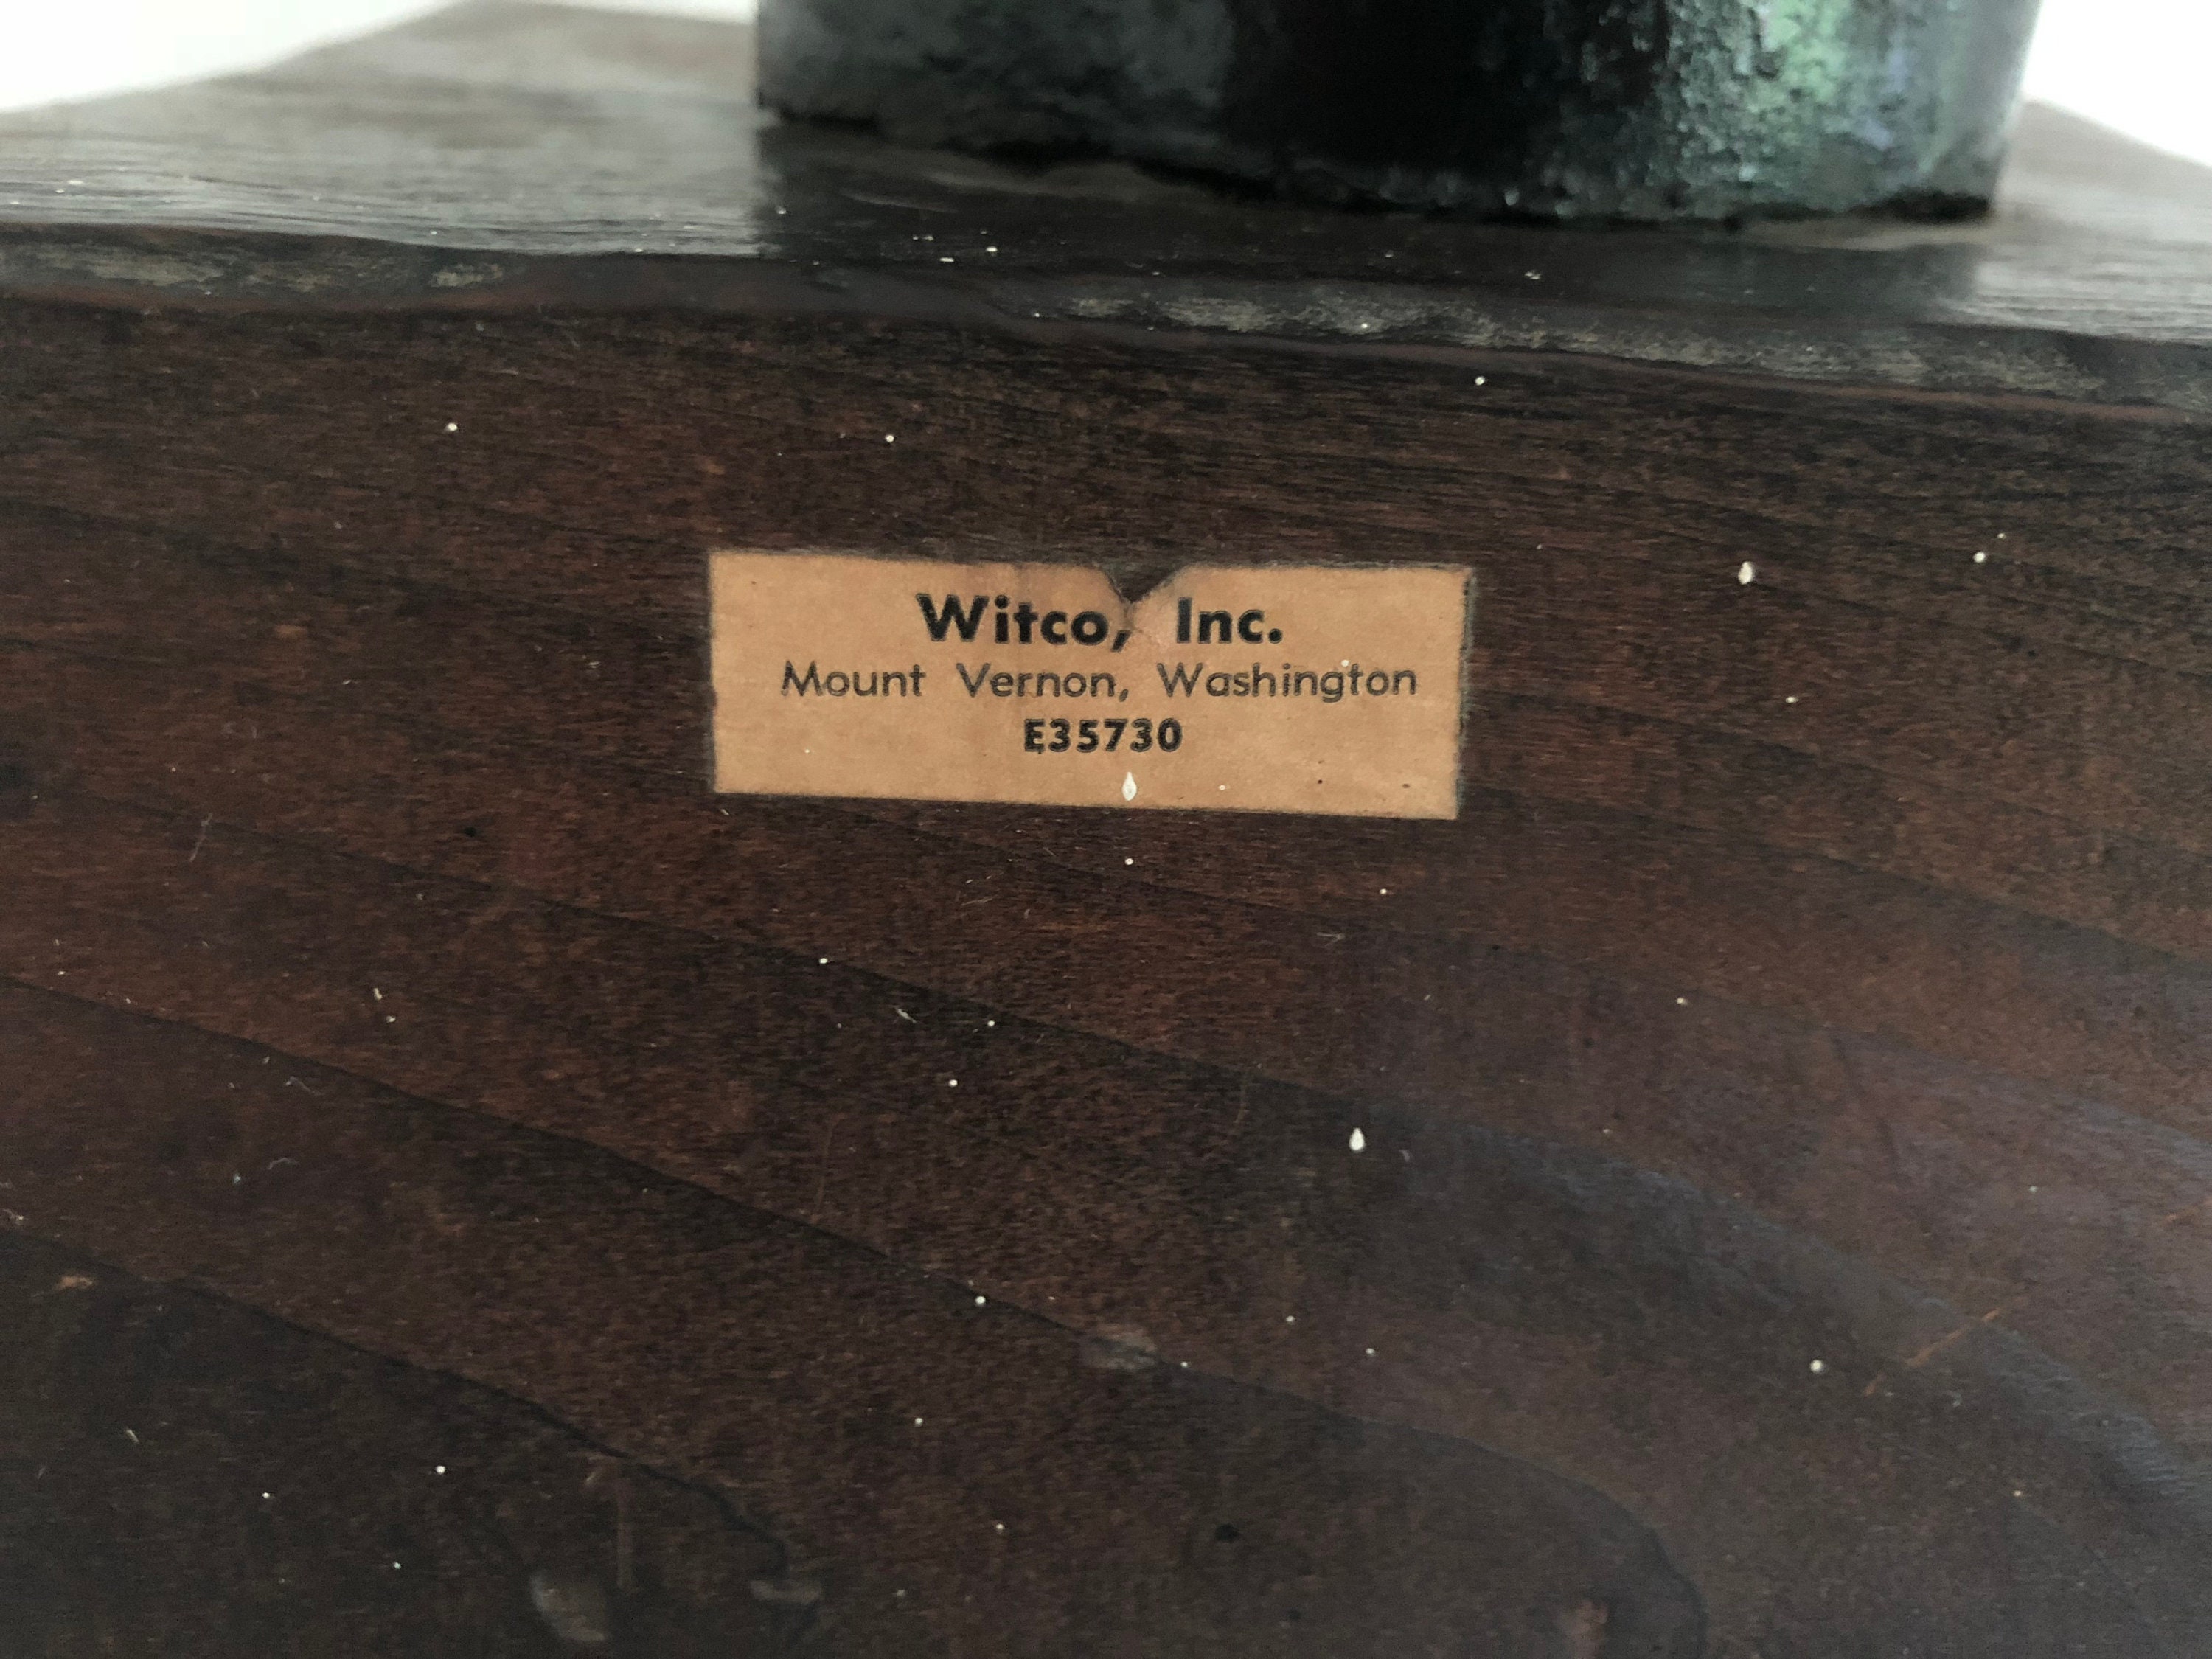 Witco, Inc.
Mount Vernon, Washington
E35730